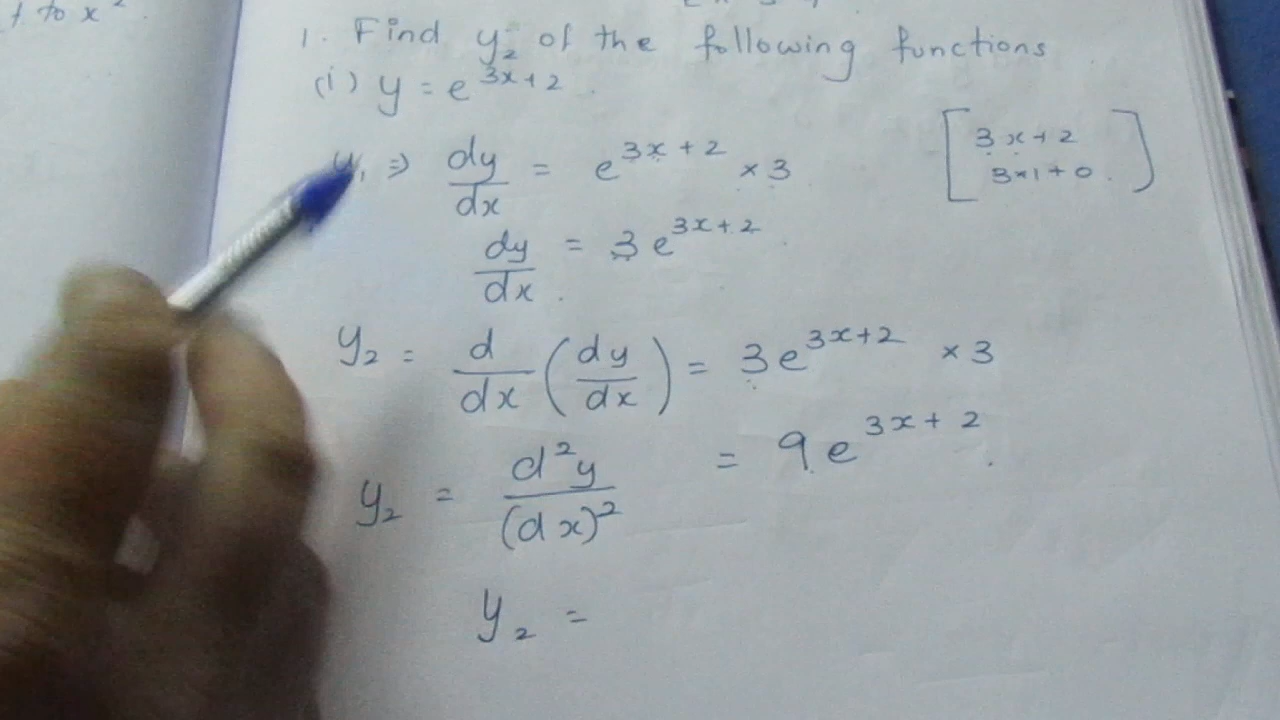 t to x²
1. Find y₂ of the following functions
(i) y = e^{3x+2}.
y₁ ⇒ dy/dx = e^{3x+2} × 3 [3x+2
3×1+0.]
dy/dx = 3e^{3x+2}.
y₂ = d/dx (dy/dx) = 3e^{3x+2} × 3
y₂ = d²y/(dx)² = 9e^{3x+2}.
y₂ =